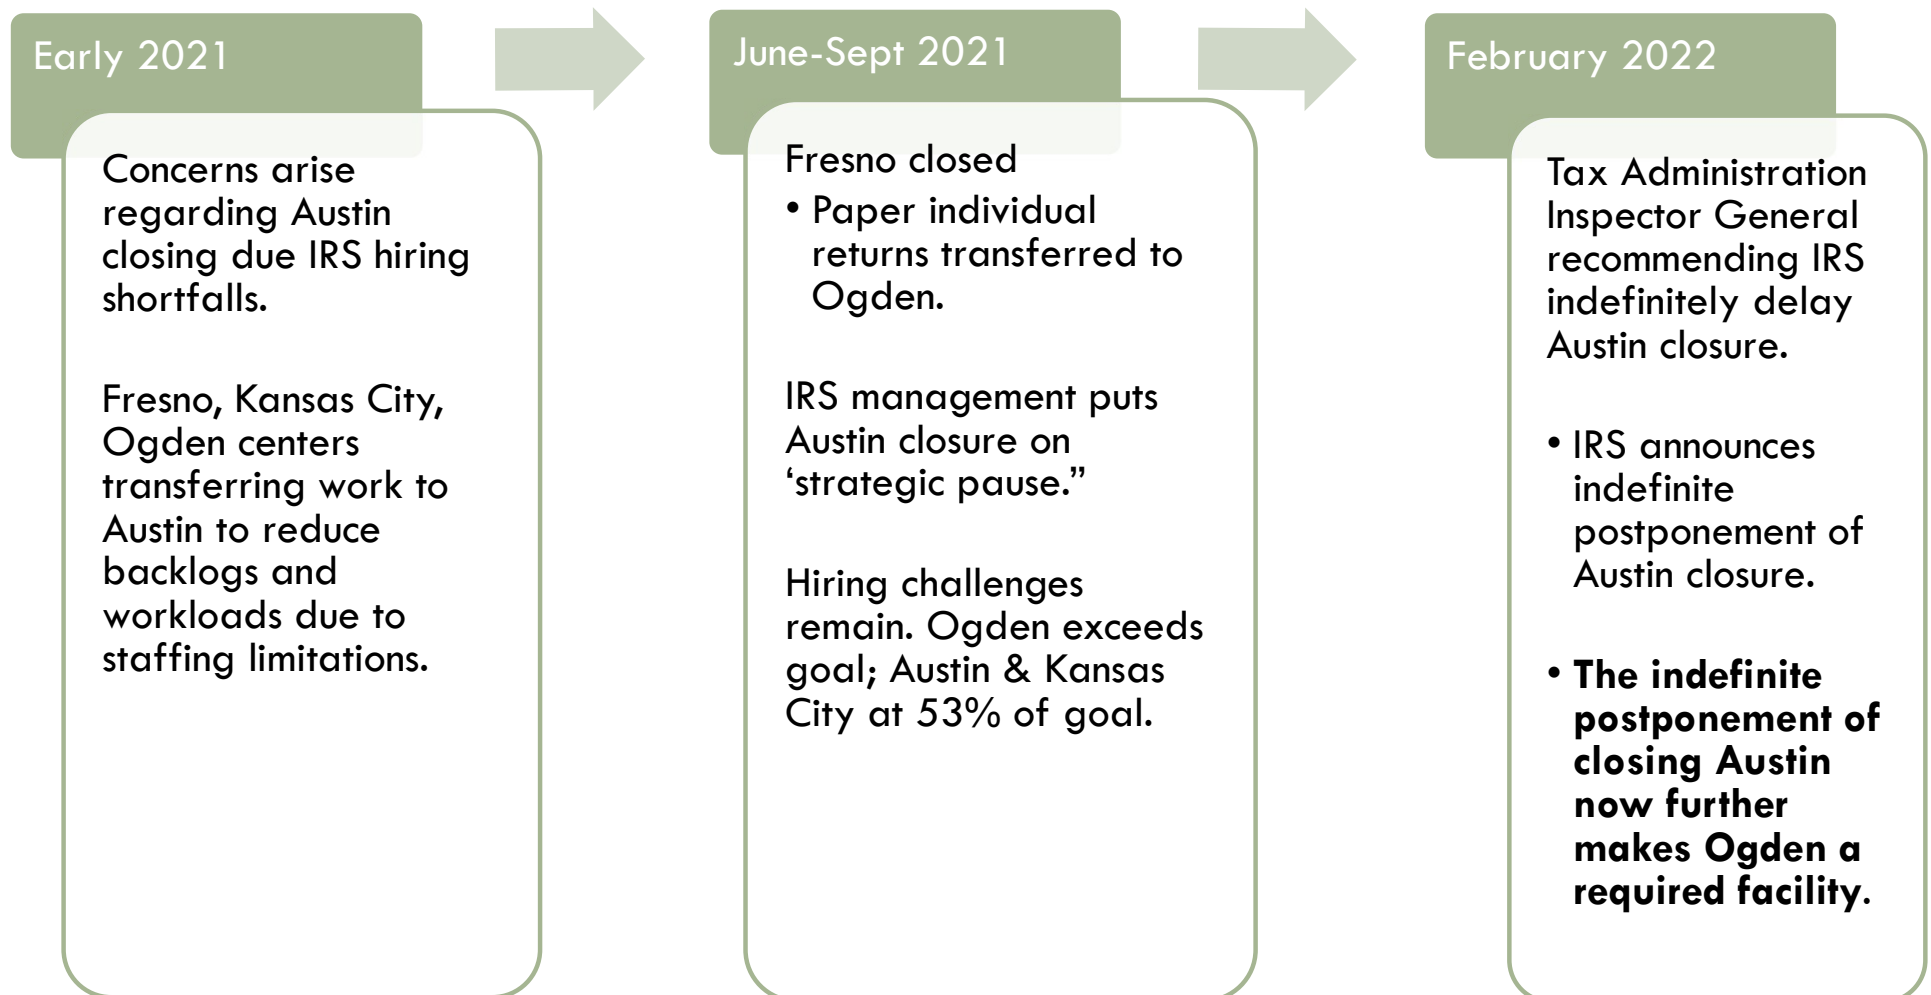 Early 2021
Concerns arise
regarding Austin
closing due IRS hiring
shortfalls.
Fresno, Kansas City,
Ogden centers
transferring work to
Austin to reduce
backlogs and
workloads due to
staffing limitations.
June-Sept 2021
Fresno closed
• Paper individual
returns transferred to
Ogden.
IRS management puts
Austin closure on
‘strategic pause.”
Hiring challenges
remain. Ogden exceeds
goal; Austin & Kansas
City at 53% of goal.
February 2022
Tax Administration
Inspector General
recommending IRS
indefinitely delay
Austin closure.
• IRS announces
indefinite
postponement of
Austin closure.
• The indefinite
postponement of
closing Austin
now further
makes Ogden a
required facility.